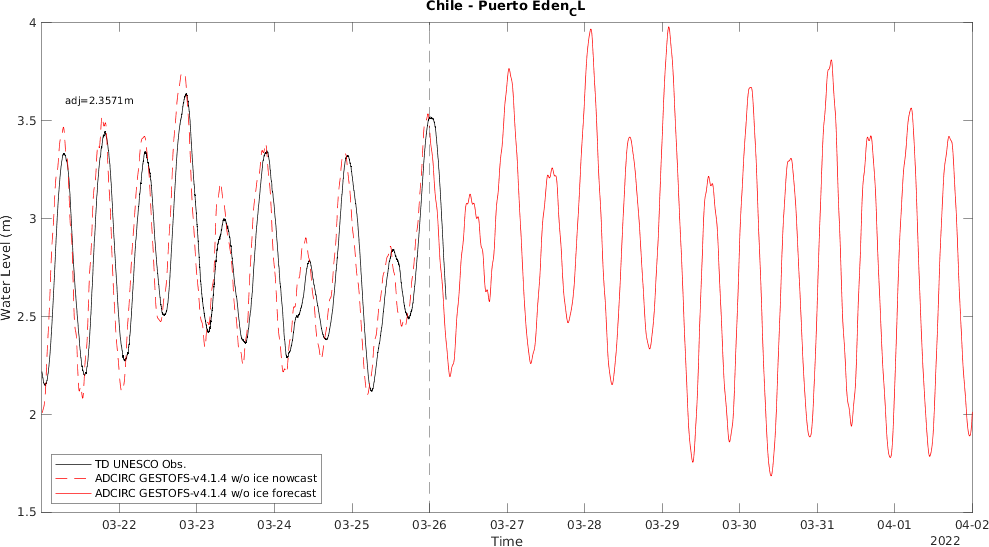 Chile - Puerto Eden_CL
4
3.5
3
2.5
2
1.5
Water Level (m)
adj=2.3571m
TD UNESCO Obs.
ADCIRC GESTOFS-v4.1.4 w/o ice nowcast
ADCIRC GESTOFS-v4.1.4 w/o ice forecast
03-22 03-23 03-24 03-25 03-26 03-27 03-28 03-29 03-30 03-31 04-01 04-02
Time
2022